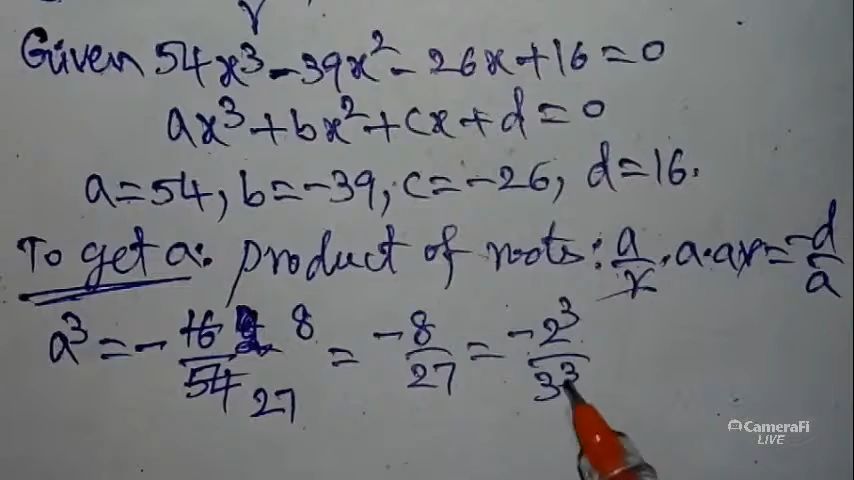 Given 54x³ - 39x² - 26x + 16 = 0
ax³ + bx² + cx + d = 0
a = 54, b = -39, c = -26, d = 16.
To get a: product of roots: a/r · a · ar = -d/a
a³ = - 16/54 8/27 = -8/27 = -2³/3³
CameraFi
LIVE